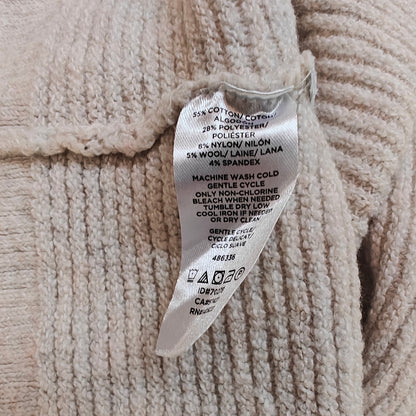 55% COTTON/ COTON/
ALGODÓN
28% POLYESTER/
POLIÉSTER
8% NYLON/ NILÓN
5% WOOL/ LAINE/ LANA
4% SPANDEX
MACHINE WASH COLD
GENTLE CYCLE
ONLY NON-CHLORINE
BLEACH WHEN NEEDED
TUMBLE DRY LOW
COOL IRON IF NEEDED
OR DRY CLEAN
GENTLE CYCLE/
CYCLE DELICAT/
CICLO SUAVE
486336